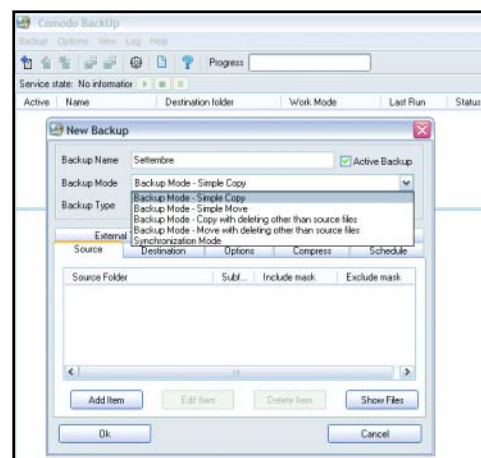 Comodo BackUp
Backup Options View Log Help
Progress
Service state: No informatior
Active Name Destination folder Work Mode Last Run Status
New Backup
Backup Name Settembre Active Backup
Backup Mode Backup Mode - Simple Copy
Backup Mode - Simple Copy
Backup Mode - Simple Move
Backup Mode - Copy with deleting other than source files
Backup Mode - Move with deleting other than source files
Synchronization Mode
Backup Type
External
Source Destination Options Compress Schedule
Source Folder Subf... Include mask Exclude mask
Add Item Edit Item Delete Item Show Files
Ok Cancel